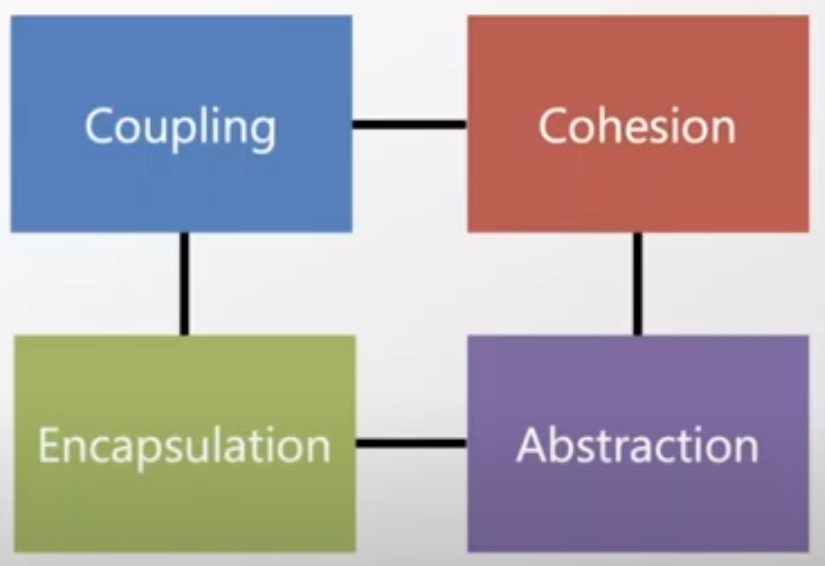 Coupling
Cohesion
Encapsulation
Abstraction